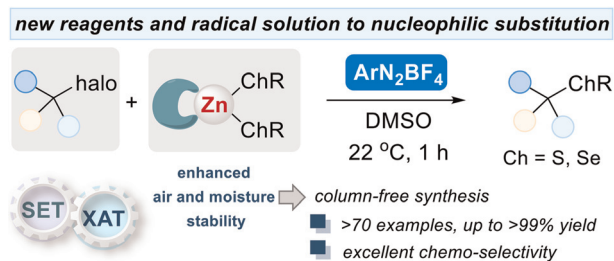 new reagents and radical solution to nucleophilic substitution
halo
+
Zn
ChR
ChR
ArN₂BF₄
DMSO
22 °C, 1 h
ChR
Ch = S, Se
SET
XAT
enhanced
air and moisture
stability
column-free synthesis
>70 examples, up to >99% yield
excellent chemo-selectivity